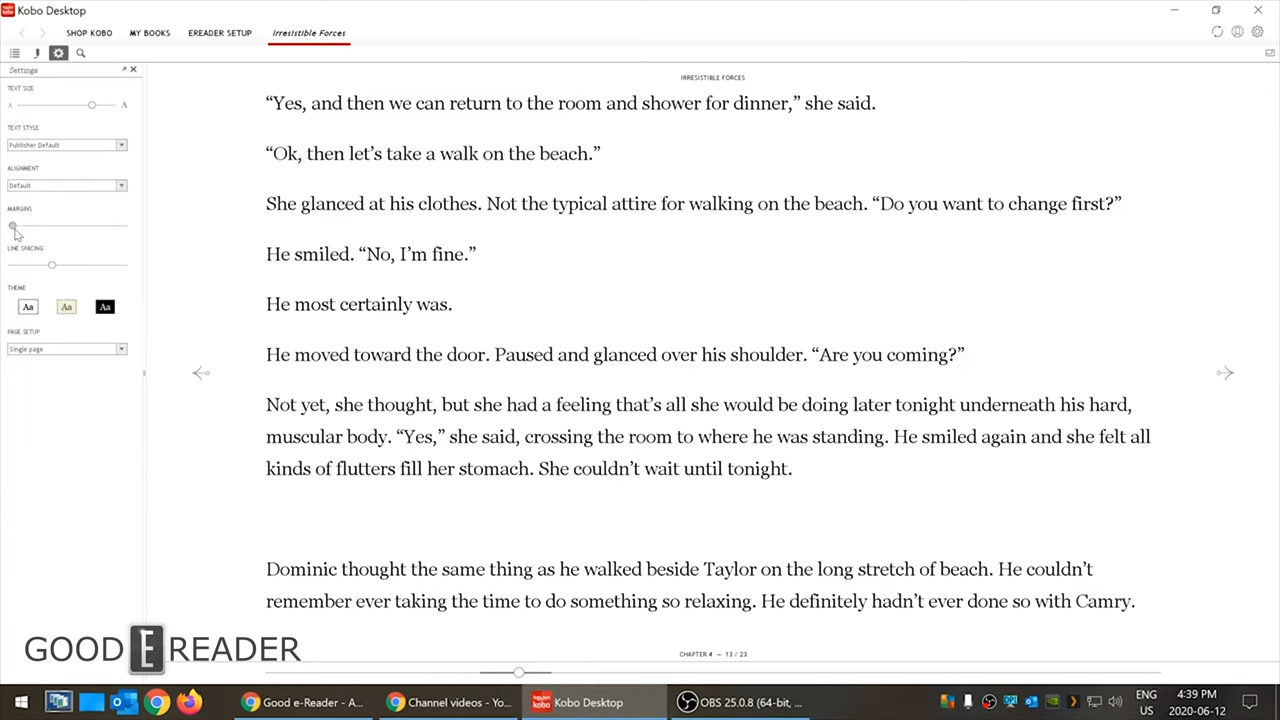 Kobo Desktop
SHOP KOBO MY BOOKS EREADER SETUP Irresistible Forces
Settings
TEXT SIZE
A A
TEXT STYLE
Publisher Default
ALIGNMENT
Default
MARGINS
LINE SPACING
THEME
Aa Aa Aa
PAGE SETUP
Single page
IRRESISTIBLE FORCES
“Yes, and then we can return to the room and shower for dinner,” she said.
“Ok, then let’s take a walk on the beach.”
She glanced at his clothes. Not the typical attire for walking on the beach. “Do you want to change first?”
He smiled. “No, I’m fine.”
He most certainly was.
He moved toward the door. Paused and glanced over his shoulder. “Are you coming?”
Not yet, she thought, but she had a feeling that’s all she would be doing later tonight underneath his hard,
muscular body. “Yes,” she said, crossing the room to where he was standing. He smiled again and she felt all
kinds of flutters fill her stomach. She couldn’t wait until tonight.
Dominic thought the same thing as he walked beside Taylor on the long stretch of beach. He couldn’t
remember ever taking the time to do something so relaxing. He definitely hadn’t ever done so with Camry.
CHAPTER 4 — 13 / 23
GOOD E READER
Good e-Reader - A... Channel videos - Yo... Kobo Desktop OBS 25.0.8 (64-bit, ...
ENG 4:39 PM
US 2020-06-12